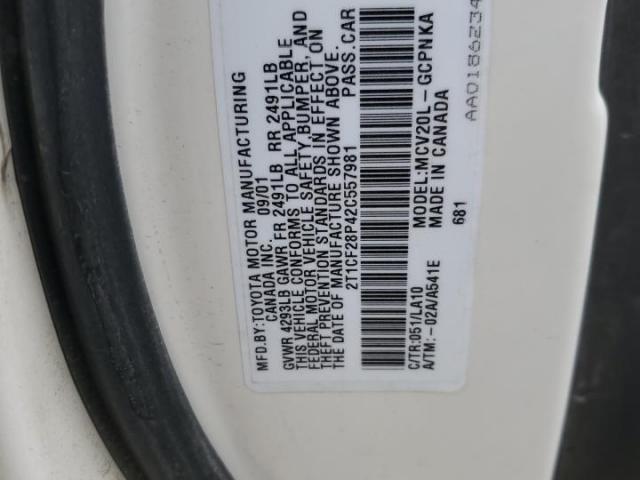 MFD.BY:TOYOTA MOTOR MANUFACTURING
CANADA INC. 09/01
GVWR 4293LB GAWR FR 2491LB RR 2491LB
THIS VEHICLE CONFORMS TO ALL APPLICABLE
FEDERAL MOTOR VEHICLE SAFETY, BUMPER, AND
THEFT PREVENTION STANDARDS IN EFFECT ON
THE DATE OF MANUFACTURE SHOWN ABOVE.
2T1CF28P42C557981 PASS.CAR
C/TR:051/LA10 MODEL:MCV20L-GCPNKA
A/TM:-02A/A541E MADE IN CANADA
681
AA0186234